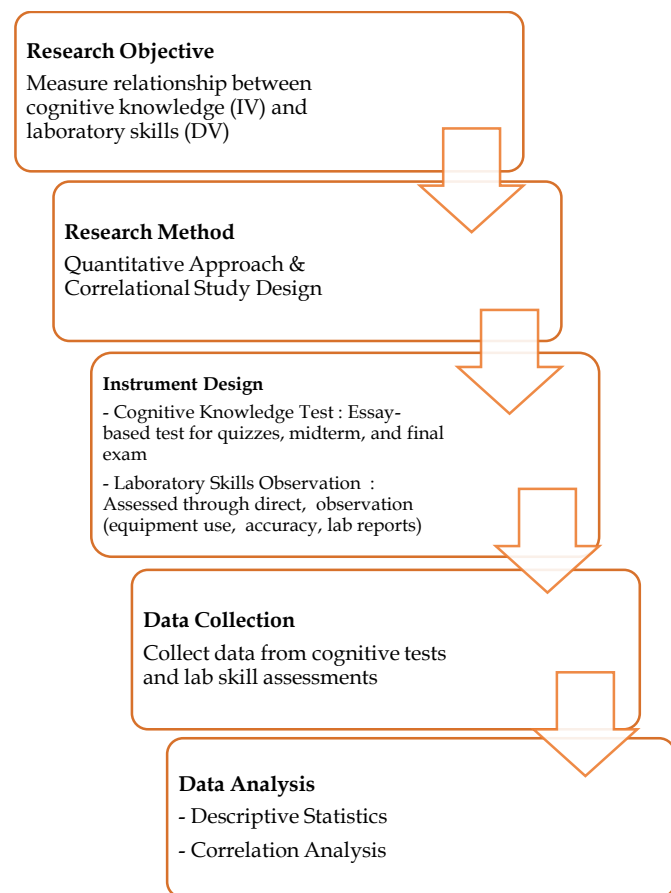 Research Objective
Measure relationship between
cognitive knowledge (IV) and
laboratory skills (DV)
Research Method
Quantitative Approach &
Correlational Study Design
Instrument Design
- Cognitive Knowledge Test : Essay-
based test for quizzes, midterm, and final
exam
- Laboratory Skills Observation  :
Assessed through direct,  observation
(equipment use,  accuracy, lab reports)
Data Collection
Collect data from cognitive tests
and lab skill assessments
Data Analysis
- Descriptive Statistics
- Correlation Analysis